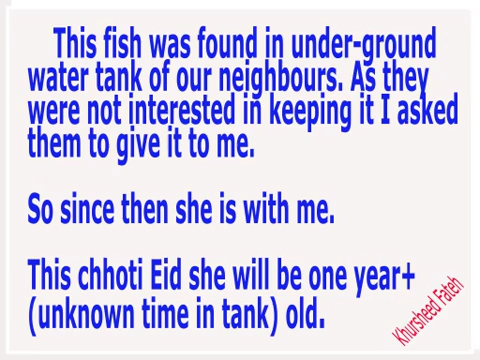 This fish was found in under-ground
water tank of our neighbours. As they
were not interested in keeping it I asked
them to give it to me.
So since then she is with me.
This chhoti Eid she will be one year+
(unknown time in tank) old.
Khursheed Fateh